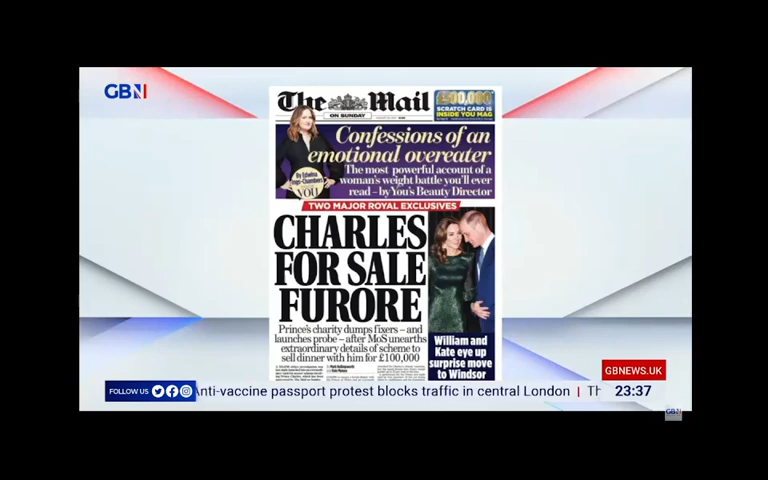 GBN
The Mail
ON SUNDAY
£500,000
SCRATCH CARD IS
INSIDE YOU MAG
Confessions of an
emotional overeater
The most powerful account of a
woman's weight battle you'll ever
read – by You's Beauty Director
By Edwina
YOU
TWO MAJOR ROYAL EXCLUSIVES
CHARLES
FOR SALE
FURORE
Prince's charity dumps fixers – and
launches probe – after MoS unearths
extraordinary details of scheme to
sell dinner with him for £100,000
William and
Kate eye up
surprise move
to Windsor
GBNEWS.UK
FOLLOW US
Anti-vaccine passport protest blocks traffic in central London | Th
23:37
GBN